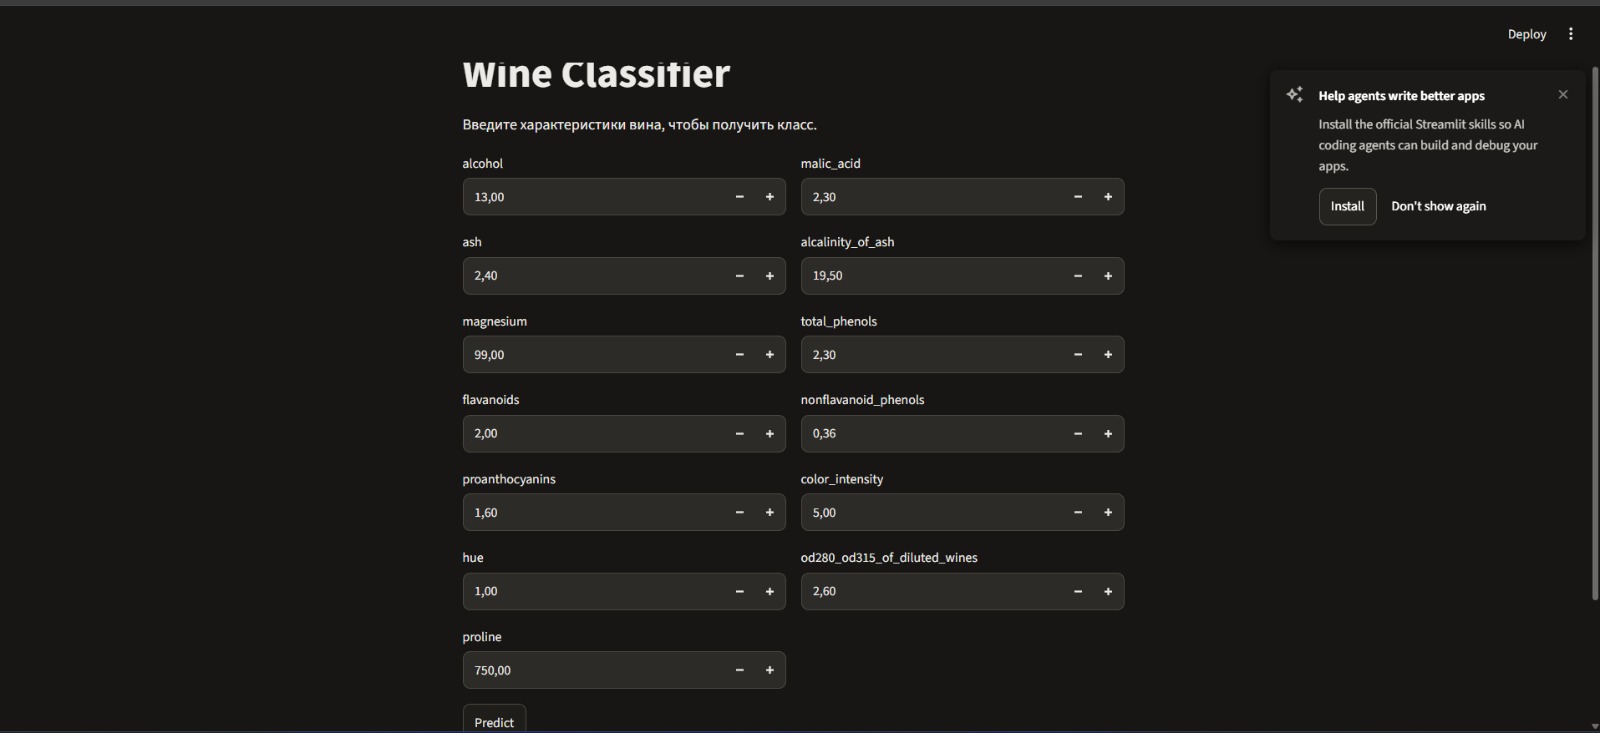 Deploy
Wine Classifier
Help agents write better apps
Install the official Streamlit skills so AI
coding agents can build and debug your
apps.
Install Don't show again
Введите характеристики вина, чтобы получить класс.
alcohol malic_acid
13,00 2,30
ash alcalinity_of_ash
2,40 19,50
magnesium total_phenols
99,00 2,30
flavanoids nonflavanoid_phenols
2,00 0,36
proanthocyanins color_intensity
1,60 5,00
hue od280_od315_of_diluted_wines
1,00 2,60
proline
750,00
Predict